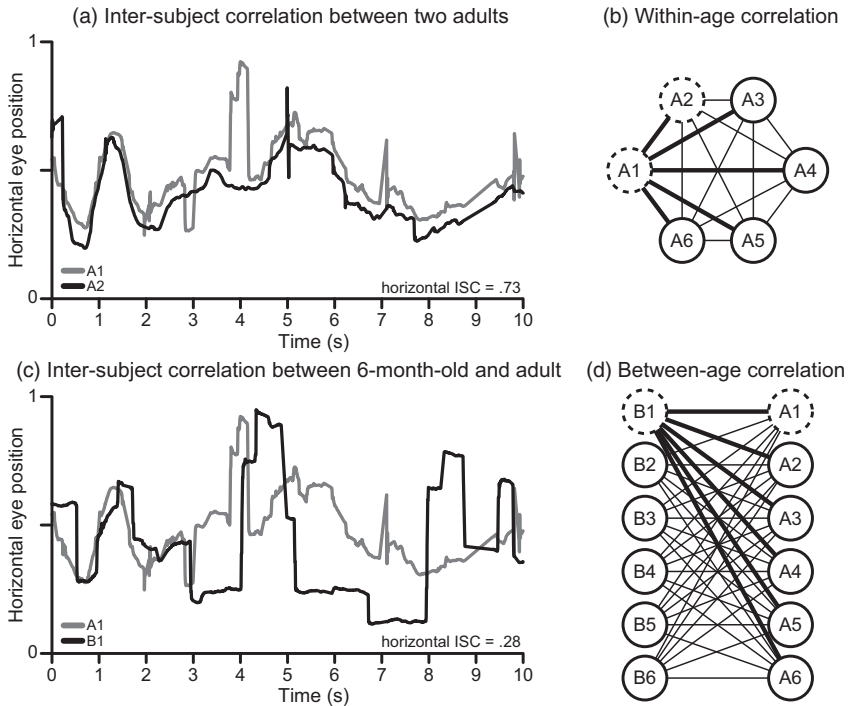 (a) Inter-subject correlation between two adults
1
Horizontal eye position
0
A1
A2
horizontal ISC = .73
0 1 2 3 4 5 6 7 8 9 10
Time (s)
(b) Within-age correlation
A2 A3
A1 A4
A6 A5
(c) Inter-subject correlation between 6-month-old and adult
1
Horizontal eye position
0
A1
B1
horizontal ISC = .28
0 1 2 3 4 5 6 7 8 9 10
Time (s)
(d) Between-age correlation
B1 A1
B2 A2
B3 A3
B4 A4
B5 A5
B6 A6